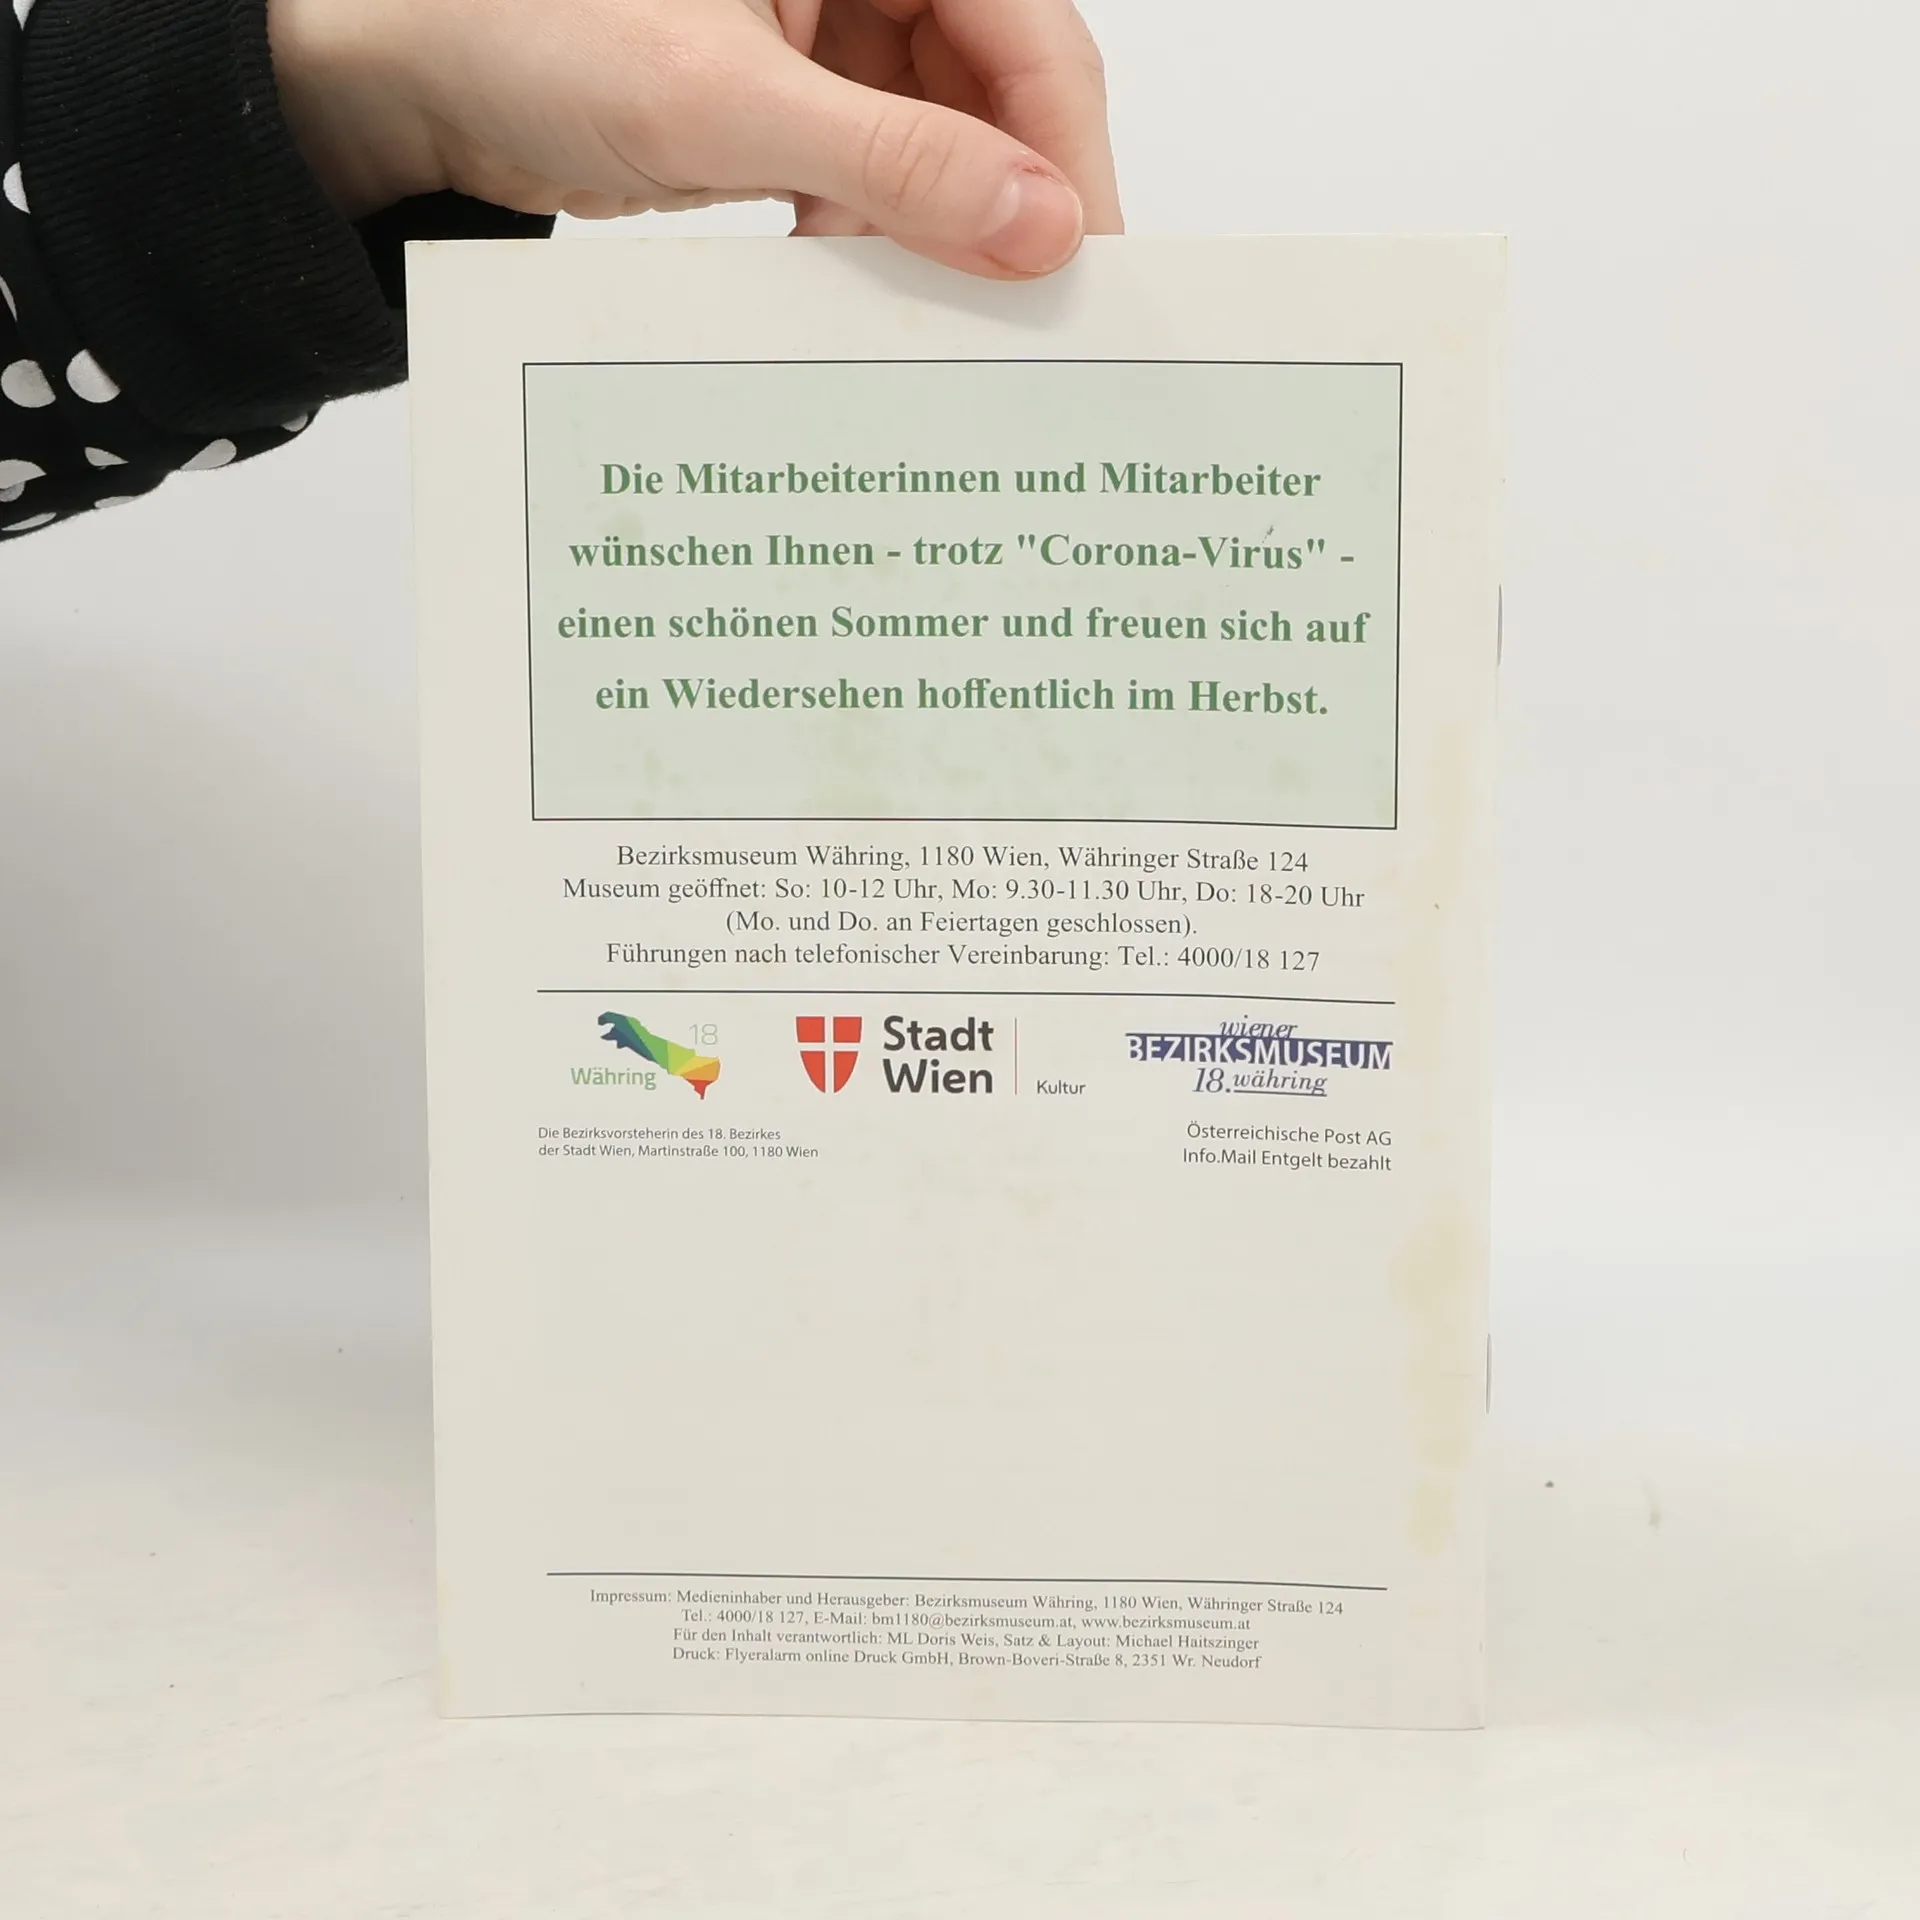 Die Mitarbeiterinnen und Mitarbeiter
wünschen Ihnen - trotz "Corona-Virus" -
einen schönen Sommer und freuen sich auf
ein Wiedersehen hoffentlich im Herbst.
Bezirksmuseum Währing, 1180 Wien, Währinger Straße 124
Museum geöffnet: So: 10-12 Uhr, Mo: 9.30-11.30 Uhr, Do: 18-20 Uhr
(Mo. und Do. an Feiertagen geschlossen).
Führungen nach telefonischer Vereinbarung: Tel.: 4000/18 127
18
Währing
Stadt
Wien
Kultur
wiener
BEZIRKSMUSEUM
18.währing
Die Bezirksvorsteherin des 18. Bezirkes
der Stadt Wien, Martinstraße 100, 1180 Wien
Österreichische Post AG
Info.Mail Entgelt bezahlt
Impressum: Medieninhaber und Herausgeber: Bezirksmuseum Währing, 1180 Wien, Währinger Straße 124
Tel.: 4000/18 127, E-Mail: bm1180@bezirksmuseum.at, www.bezirksmuseum.at
Für den Inhalt verantwortlich: ML Doris Weis, Satz & Layout: Michael Haitszinger
Druck: Flyeralarm online Druck GmbH, Brown-Boveri-Straße 8, 2351 Wr. Neudorf